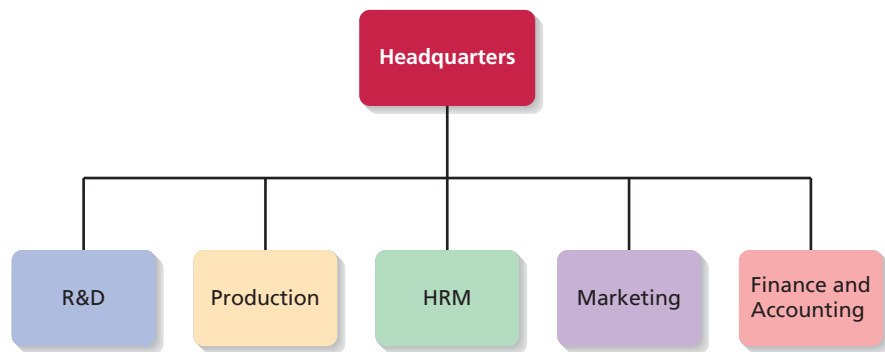 Headquarters
R&D
Production
HRM
Marketing
Finance and
Accounting